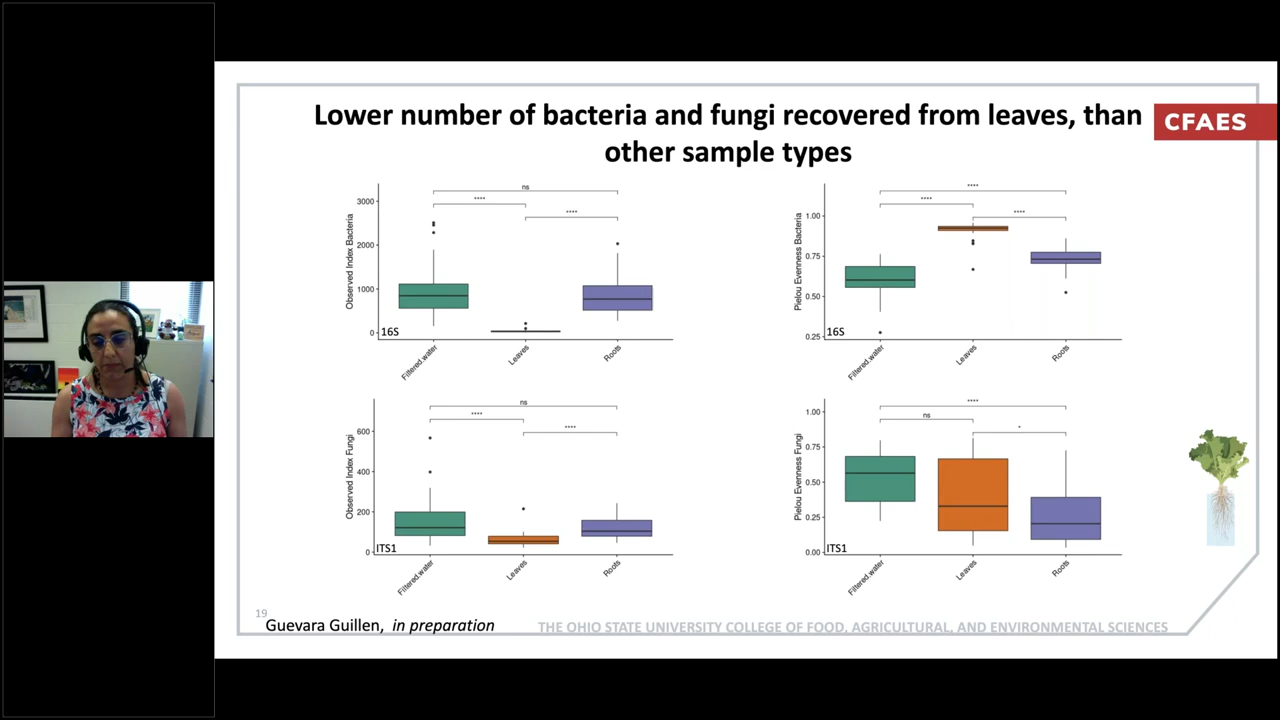 Lower number of bacteria and fungi recovered from leaves, than
other sample types
CFAES
Observed Index Bacteria
3000
2000
1000
0
ns
****
****
16S
Filtered.water
Leaves
Roots
Pielou Evenness Bacteria
1.00
0.75
0.50
0.25
****
****
****
16S
Filtered.water
Leaves
Roots
Observed Index Fungi
600
400
200
0
ns
****
****
ITS1
Filtered.water
Leaves
Roots
Pielou Evenness Fungi
1.00
0.75
0.50
0.25
0.00
****
ns
*
ITS1
Filtered.water
Leaves
Roots
19
Guevara Guillen, in preparation
THE OHIO STATE UNIVERSITY COLLEGE OF FOOD, AGRICULTURAL, AND ENVIRONMENTAL SCIENCES